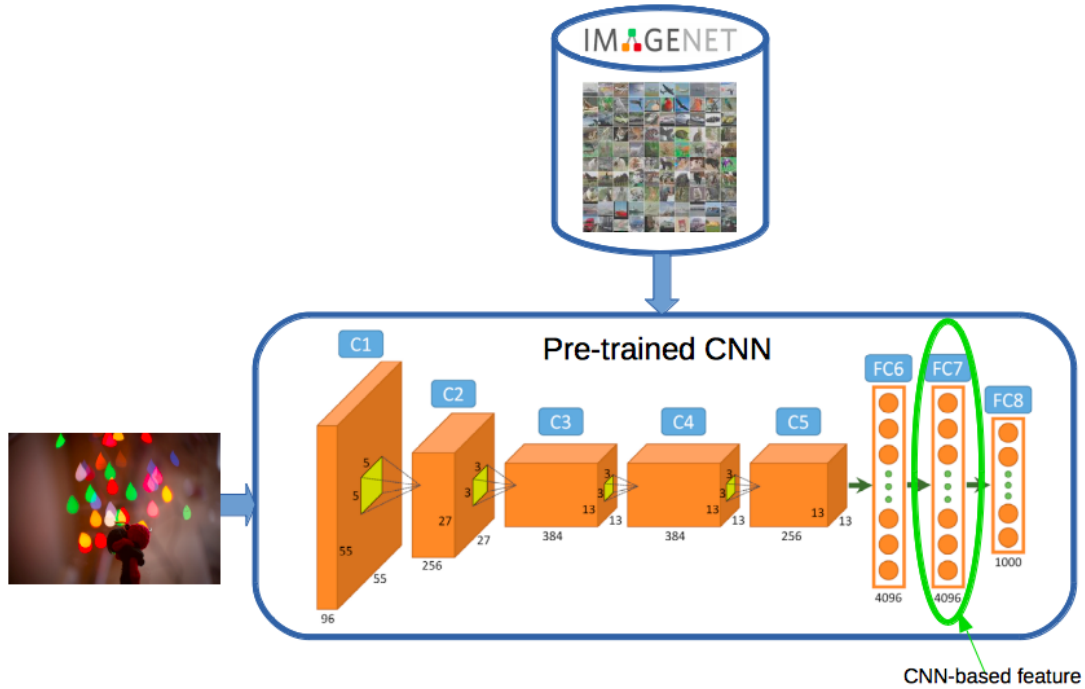 IMAGENET
Pre-trained CNN
C1
C2
C3
C4
C5
FC6
FC7
FC8
5
5
3
3
3
3
3
3
55
55
96
27
27
256
13
13
384
13
13
384
13
13
256
4096
4096
1000
CNN-based feature